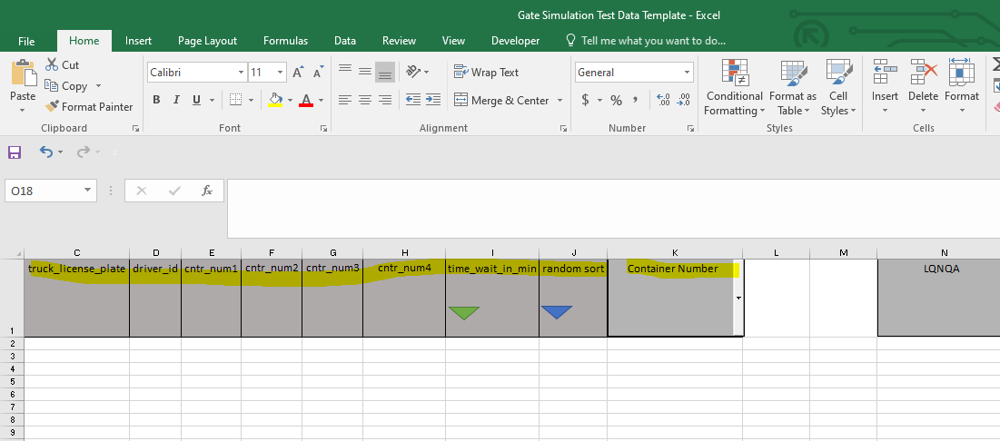 Gate Simulation Test Data Template - Excel
File Home Insert Page Layout Formulas Data Review View Developer Tell me what you want to do...
Paste
Cut
Copy
Format Painter
Clipboard
Calibri 11
B I U A
Font
Wrap Text
Merge & Center
Alignment
General
$ % ,
Number
Conditional Formatting
Format as Table
Cell Styles
Styles
Insert Delete Format
Cells
O18 fx
C D E F G H I J K L M N
1 truck_license_plate driver_id cntr_num1 cntr_num2 cntr_num3 cntr_num4 time_wait_in_min random sort Container Number LQNQA
2
3
4
5
6
7
8
9